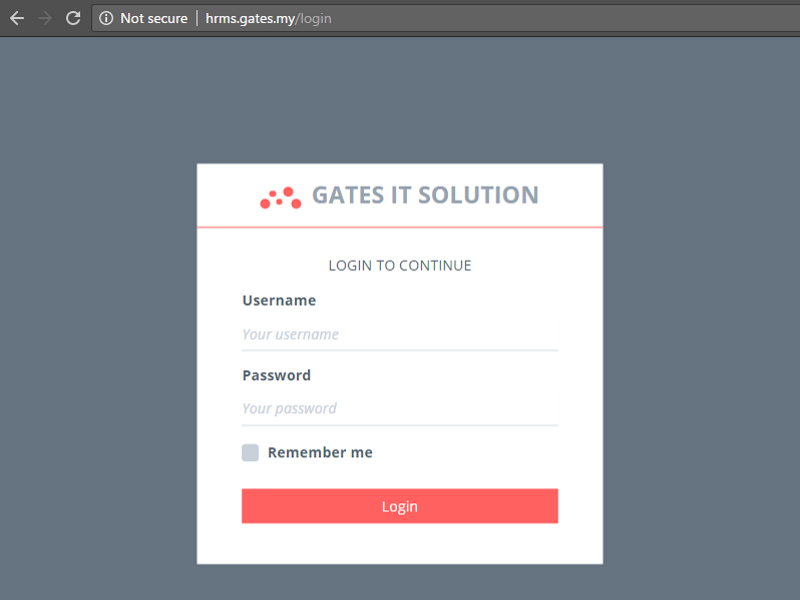 Not secure | hrms.gates.my/login
GATES IT SOLUTION
LOGIN TO CONTINUE
Username
Your username
Password
Your password
Remember me
Login